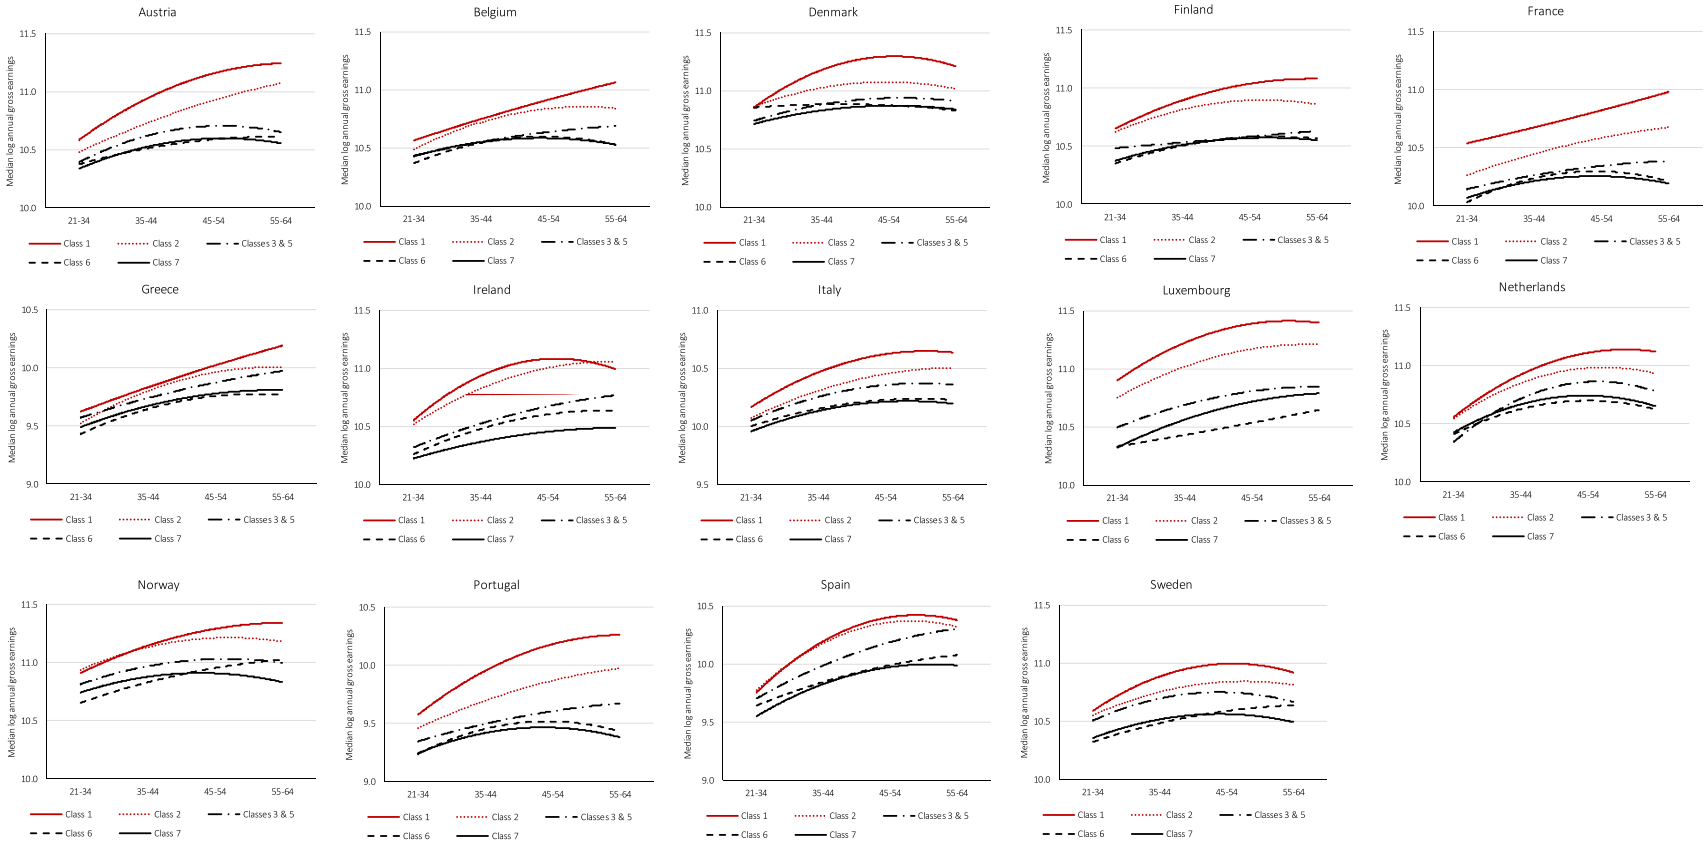 Austria
Median log annual gross earnings
11.5
11.0
10.5
10.0
21-34 35-44 45-54 55-64
Class 1 Class 2 Classes 3 & 5
Class 6 Class 7
Belgium
Median log annual gross earnings
11.5
11.0
10.5
10.0
21-34 35-44 45-54 55-64
Class 1 Class 2 Classes 3 & 5
Class 6 Class 7
Denmark
Median log annual gross earnings
11.5
11.0
10.5
10.0
21-34 35-44 45-54 55-64
Class 1 Class 2 Classes 3 & 5
Class 6 Class 7
Finland
Median log annual gross earnings
11.5
11.0
10.5
10.0
21-34 35-44 45-54 55-64
Class 1 Class 2 Classes 3 & 5
Class 6 Class 7
France
Median log annual gross earnings
11.5
11.0
10.5
10.0
21-34 35-44 45-54 55-64
Class 1 Class 2 Classes 3 & 5
Class 6 Class 7
Greece
Median log annual gross earnings
10.5
10.0
9.5
9.0
21-34 35-44 45-54 55-64
Class 1 Class 2 Classes 3 & 5
Class 6 Class 7
Ireland
Median log annual gross earnings
11.5
11.0
10.5
10.0
21-34 35-44 45-54 55-64
Class 1 Class 2 Classes 3 & 5
Class 6 Class 7
Italy
Median log annual gross earnings
11.0
10.5
10.0
9.5
21-34 35-44 45-54 55-64
Class 1 Class 2 Classes 3 & 5
Class 6 Class 7
Luxembourg
Median log annual gross earnings
11.5
11.0
10.5
10.0
21-34 35-44 45-54 55-64
Class 1 Class 2 Classes 3 & 5
Class 6 Class 7
Netherlands
Median log annual gross earnings
11.5
11.0
10.5
10.0
21-34 35-44 45-54 55-64
Class 1 Class 2 Classes 3 & 5
Class 6 Class 7
Norway
Median log annual gross earnings
11.5
11.0
10.5
10.0
21-34 35-44 45-54 55-64
Class 1 Class 2 Classes 3 & 5
Class 6 Class 7
Portugal
Median log annual gross earnings
10.5
10.0
9.5
9.0
21-34 35-44 45-54 55-64
Class 1 Class 2 Classes 3 & 5
Class 6 Class 7
Spain
Median log annual gross earnings
10.5
10.0
9.5
9.0
21-34 35-44 45-54 55-64
Class 1 Class 2 Classes 3 & 5
Class 6 Class 7
Sweden
Median log annual gross earnings
11.5
11.0
10.5
10.0
21-34 35-44 45-54 55-64
Class 1 Class 2 Classes 3 & 5
Class 6 Class 7